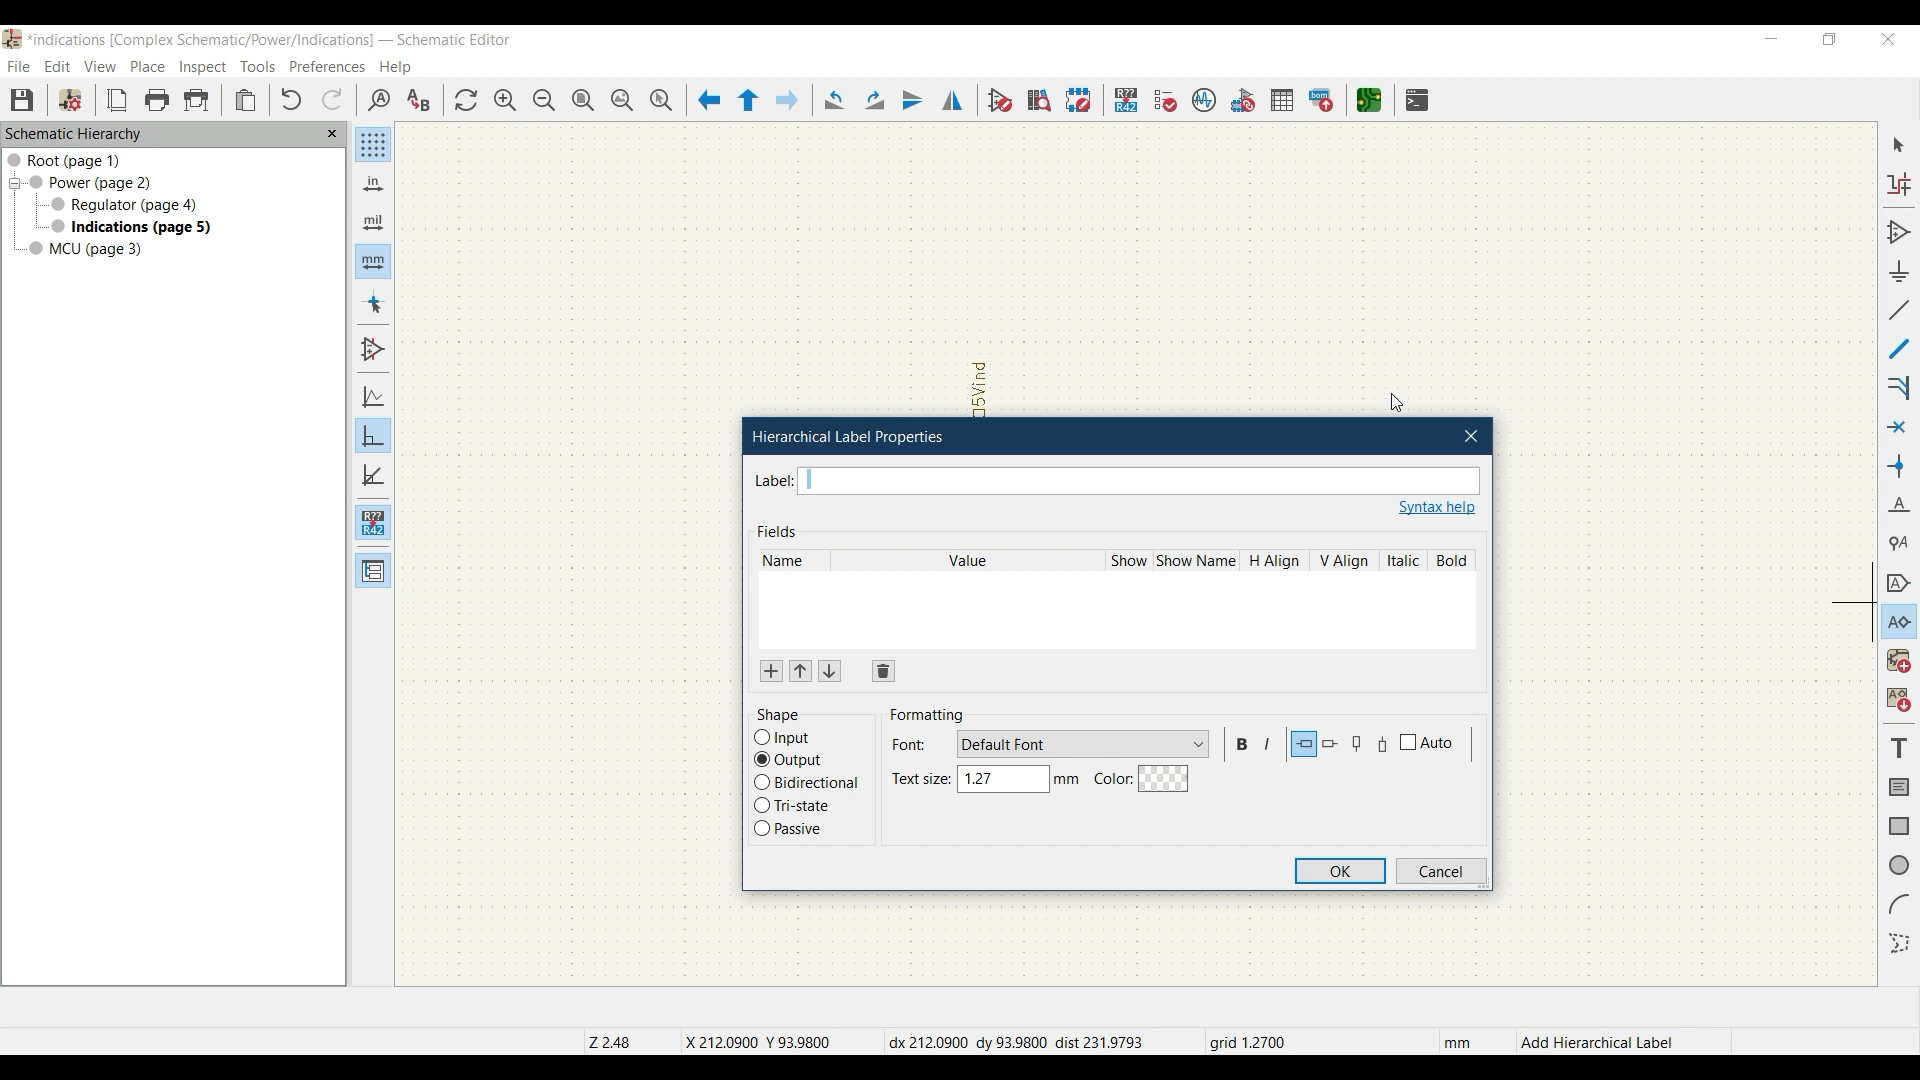 *indications [Complex Schematic/Power/Indications] — Schematic Editor
File Edit View Place Inspect Tools Preferences Help
Schematic Hierarchy
Root (page 1)
Power (page 2)
Regulator (page 4)
Indications (page 5)
MCU (page 3)
in
mil
mm
R??
R42
R??
R42
bom
5Vind
Hierarchical Label Properties
Label:
Syntax help
Fields
Name Value Show Show Name H Align V Align Italic Bold
Shape
Input
Output
Bidirectional
Tri-state
Passive
Formatting
Font: Default Font B I Auto
Text size: 1.27 mm Color:
OK Cancel
Z 2.48 X 212.0900 Y 93.9800 dx 212.0900 dy 93.9800 dist 231.9793 grid 1.2700 mm Add Hierarchical Label